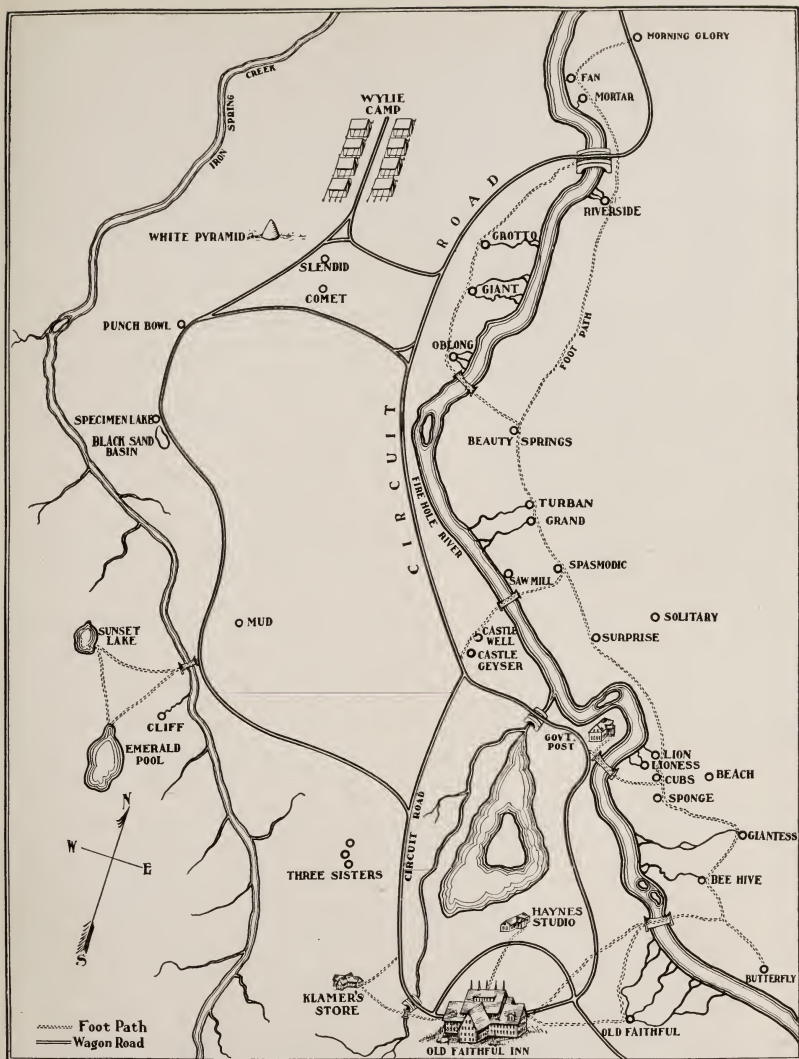 MORNING GLORY
IRON SPRING CREEK
FAN
WYLIE
CAMP
MORTAR
RIVERSIDE
WHITE PYRAMID
GROTTO
SLENDID
COMET
GIANT
PUNCH BOWL
OBLONG
FOOT PATH
CIRCUIT ROAD
SPECIMEN LAKE
BLACK SAND
BASIN
BEAUTY SPRINGS
FIRE HOLE RIVER
TURBAN
GRAND
SPASMODIC
SAW MILL
SOLITARY
MUD
SUNSET
LAKE
CASTLE
WELL
SURPRISE
CASTLE
GEYSER
CLIFF
EMERALD
POOL
GOVT.
POST
LION
LIONESS
CUBS
BEACH
SPONGE
N
W
E
S
CIRCUIT ROAD
GIANTESS
THREE SISTERS
BEE HIVE
HAYNES
STUDIO
KLAMER'S
STORE
BUTTERFLY
OLD FAITHFUL
OLD FAITHFUL INN
Foot Path
Wagon Road